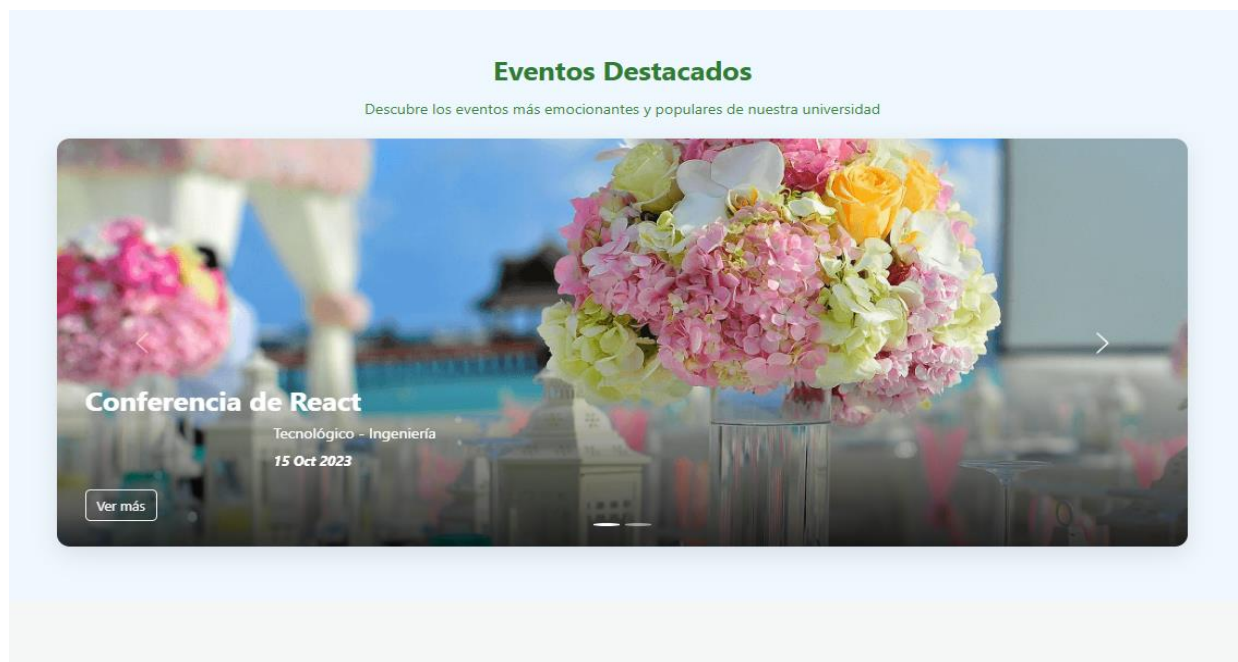 Eventos Destacados
Descubre los eventos más emocionantes y populares de nuestra universidad
Conferencia de React
Tecnológico - Ingeniería
15 Oct 2023
Ver más